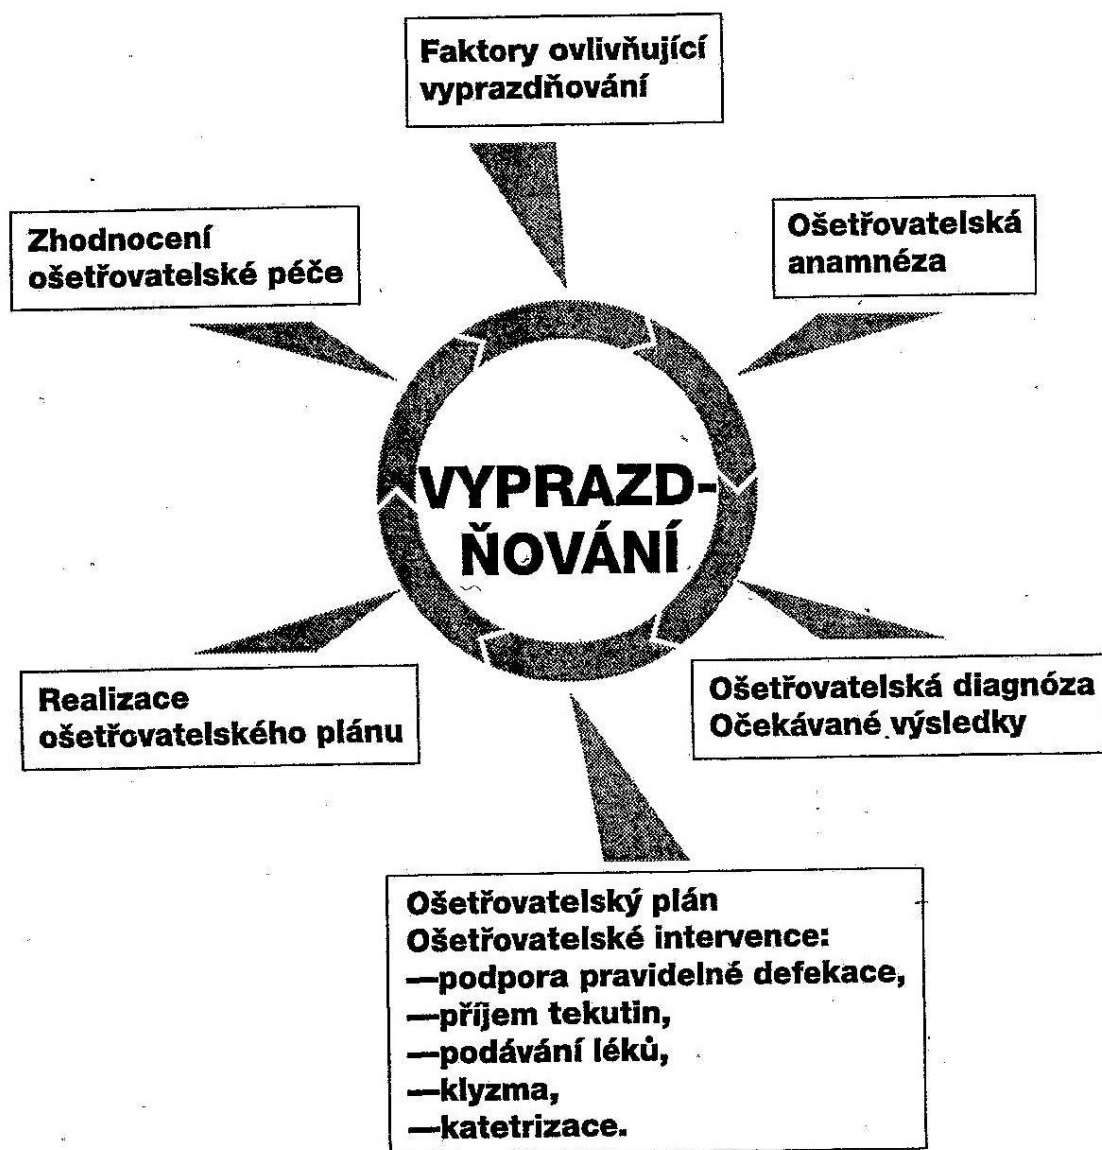 Faktory ovlivňující
vyprazdňování
Zhodnocení
ošetřovatelské péče
Ošetřovatelská
anamnéza
VYPRAZD-
ŇOVÁNÍ
Realizace
ošetřovatelského plánu
Ošetřovatelská diagnóza
Očekávané výsledky
Ošetřovatelský plán
Ošetřovatelské intervence:
—podpora pravidelné defekace,
—příjem tekutin,
—podávání léků,
—klyzma,
—katetrizace.